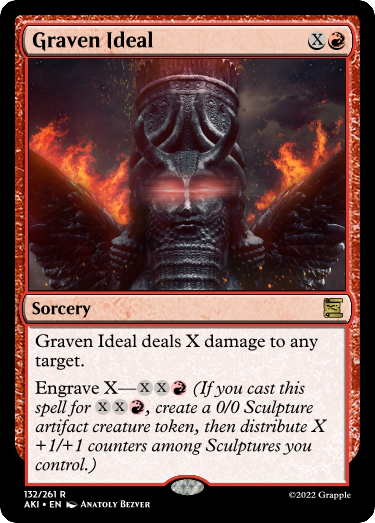 Graven Ideal X
Sorcery
Graven Ideal deals X damage to any
target.
Engrave X—X X (If you cast this
spell for X X , create a 0/0 Sculpture
artifact creature token, then distribute X
+1/+1 counters among Sculptures you
control.)
132/261 R
AKI • EN Anatoly Bezver
©2022 Grapple